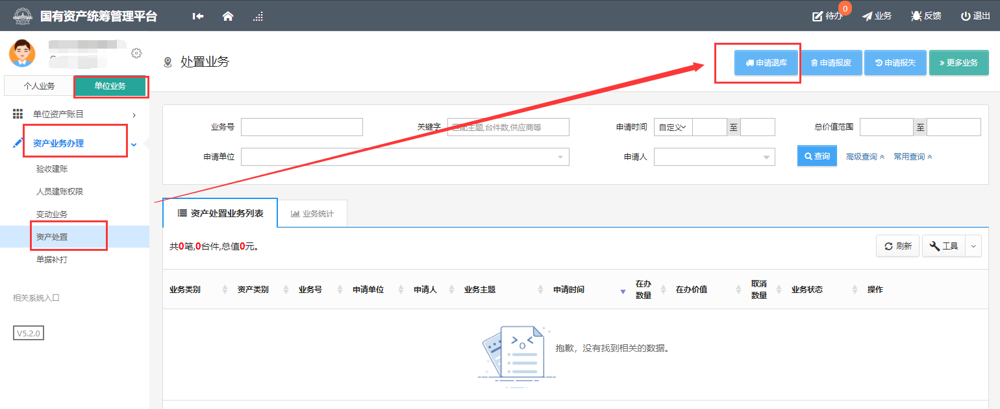 国有资产统筹管理平台
待办 0 业务 反馈 退出
个人业务 单位业务
单位资产账目
资产业务办理
验收建账
人员建账权限
变动业务
资产处置
单据补打
相关系统入口
V5.2.0
处置业务
申请退库 申请报废 申请报失 更多业务
业务号 关键字 匹配主题,台件数,供应商等 申请时间 自定义 至 总价值范围 至
申请单位 申请人 查询 高级查询 常用查询
资产处置业务列表 业务统计
共0笔,0台件,总值0元。 刷新 工具
业务类别 资产类别 业务号 申请单位 申请人 业务主题 申请时间 在办数量 在办价值 取消数量 业务状态 操作
抱歉，没有找到相关的数据。